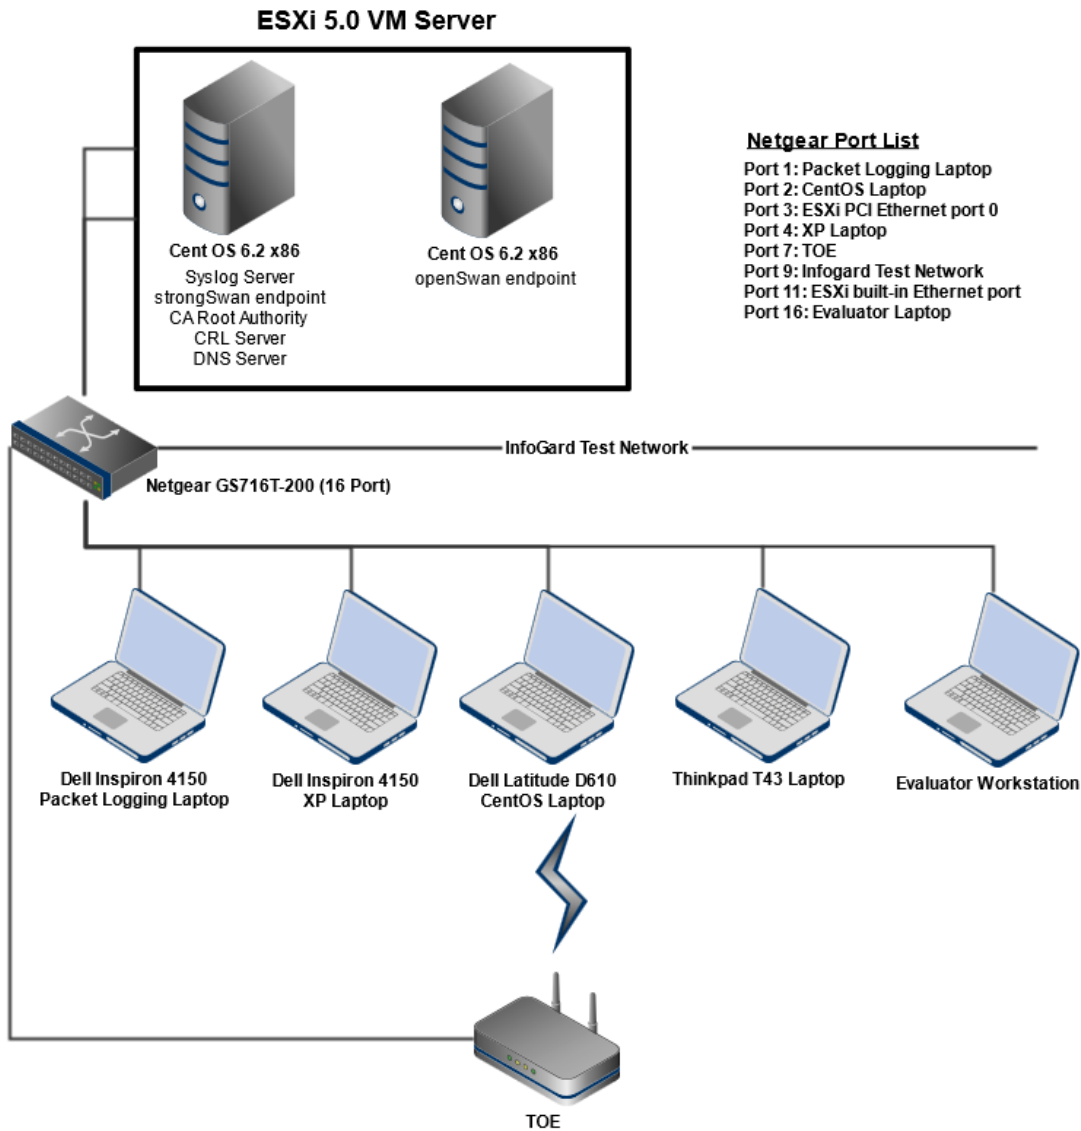 ESXi 5.0 VM Server
Cent OS 6.2 x86
Syslog Server
strongSwan endpoint
CA Root Authority
CRL Server
DNS Server
Cent OS 6.2 x86
openSwan endpoint
Netgear Port List
Port 1: Packet Logging Laptop
Port 2: CentOS Laptop
Port 3: ESXi PCI Ethernet port 0
Port 4: XP Laptop
Port 7: TOE
Port 9: Infogard Test Network
Port 11: ESXi built-in Ethernet port
Port 16: Evaluator Laptop
InfoGard Test Network
Netgear GS716T-200 (16 Port)
Dell Inspiron 4150
Packet Logging Laptop
Dell Inspiron 4150
XP Laptop
Dell Latitude D610
CentOS Laptop
Thinkpad T43 Laptop
Evaluator Workstation
TOE